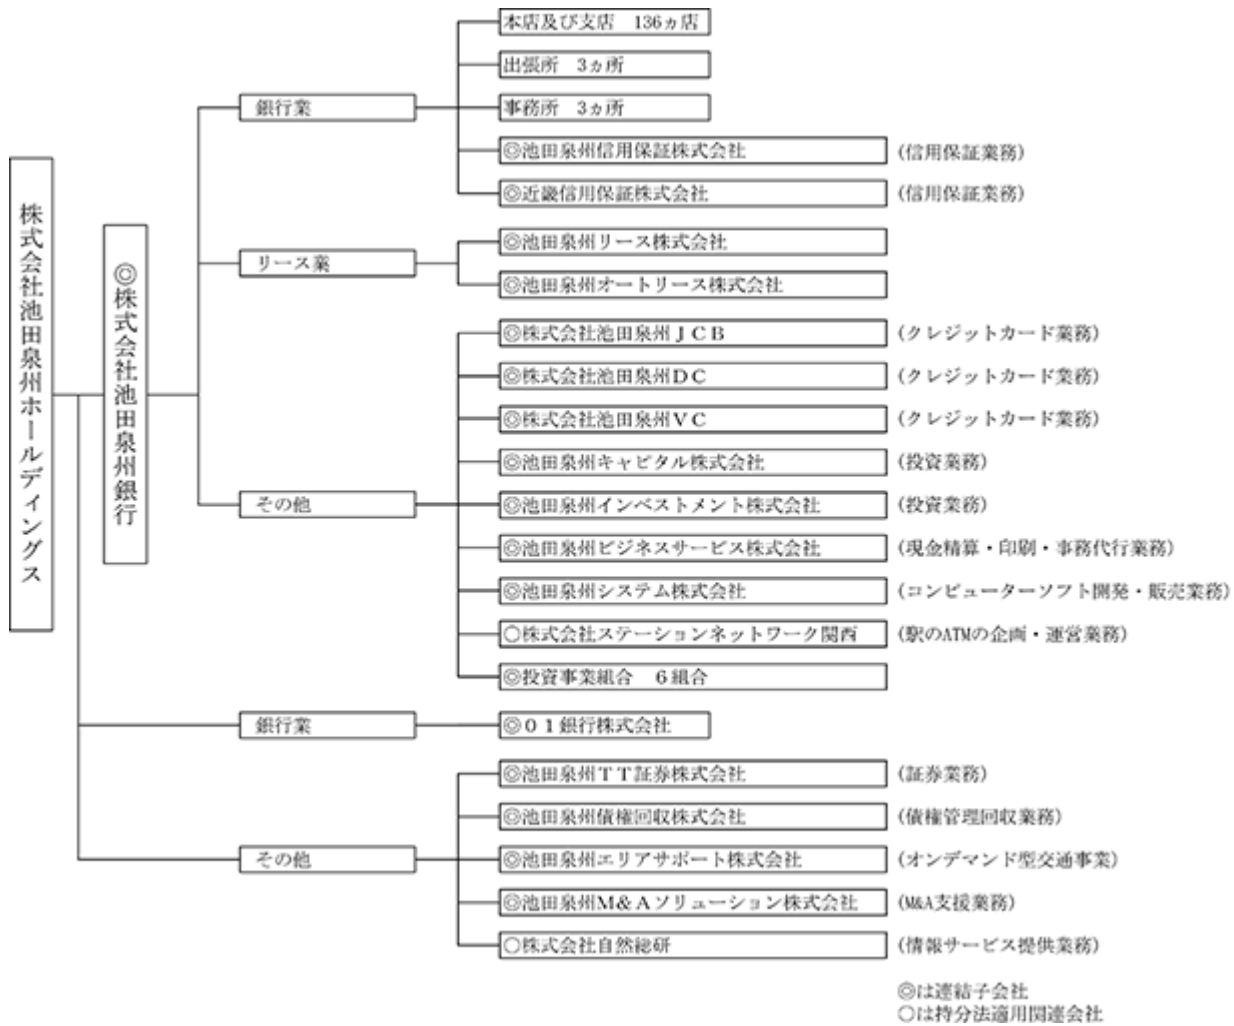 株式会社池田泉州ホールディングス
◎株式会社池田泉州銀行
銀行業
本店及び支店　136ヵ店
出張所　3ヵ所
事務所　3ヵ所
◎池田泉州信用保証株式会社 (信用保証業務)
◎近畿信用保証株式会社 (信用保証業務)
リース業
◎池田泉州リース株式会社
◎池田泉州オートリース株式会社
その他
◎株式会社池田泉州ＪＣＢ (クレジットカード業務)
◎株式会社池田泉州ＤＣ (クレジットカード業務)
◎株式会社池田泉州ＶＣ (クレジットカード業務)
◎池田泉州キャピタル株式会社 (投資業務)
◎池田泉州インベストメント株式会社 (投資業務)
◎池田泉州ビジネスサービス株式会社 (現金精算・印刷・事務代行業務)
◎池田泉州システム株式会社 (コンピューターソフト開発・販売業務)
○株式会社ステーションネットワーク関西 (駅のATMの企画・運営業務)
◎投資事業組合　６組合
銀行業
◎０１銀行株式会社
その他
◎池田泉州ＴＴ証券株式会社 (証券業務)
◎池田泉州債権回収株式会社 (債権管理回収業務)
◎池田泉州エリアサポート株式会社 (オンデマンド型交通事業)
◎池田泉州Ｍ＆Ａソリューション株式会社 (M&A支援業務)
○株式会社自然総研 (情報サービス提供業務)
◎は連結子会社
○は持分法適用関連会社